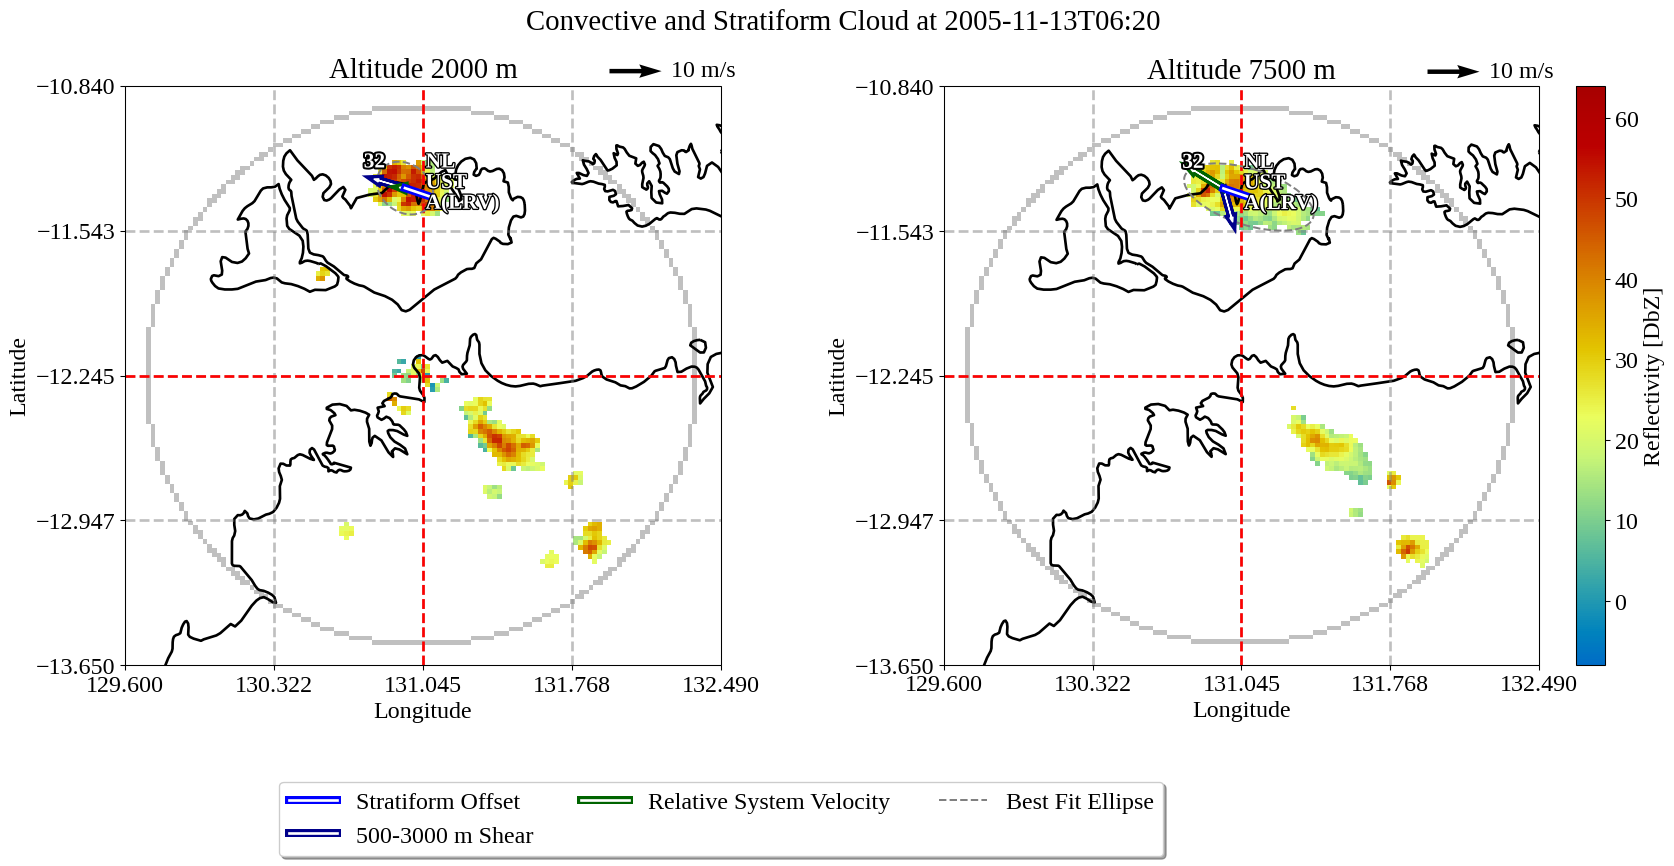 Convective and Stratiform Cloud at 2005-11-13T06:20
Altitude 2000 m
10 m/s
−10.840
−11.543
−12.245
−12.947
−13.650
129.600
130.322
131.045
131.768
132.490
Latitude
Longitude
32
NL
UST
A(LRV)
Altitude 7500 m
10 m/s
−10.840
−11.543
−12.245
−12.947
−13.650
129.600
130.322
131.045
131.768
132.490
Latitude
Longitude
32
NL
UST
A(LRV)
60
50
40
30
20
10
0
Reflectivity [DbZ]
Stratiform Offset
500-3000 m Shear
Relative System Velocity
Best Fit Ellipse